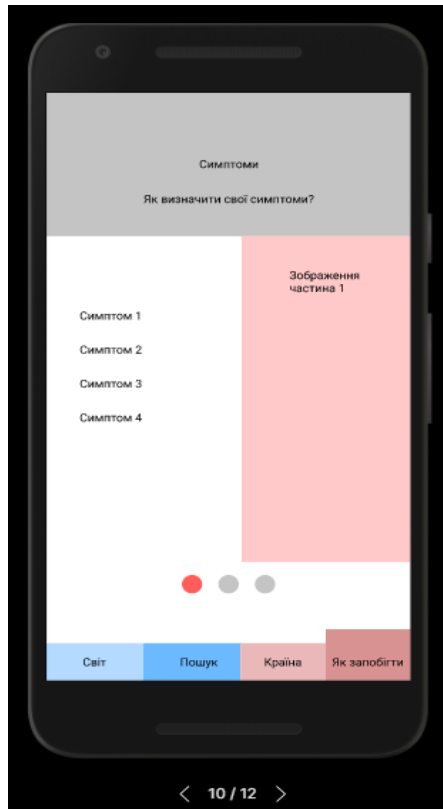 Симптоми
Як визначити свої симптоми?
Зображення
частина 1
Симптом 1
Симптом 2
Симптом 3
Симптом 4
Світ
Пошук
Країна
Як запобігти
10 / 12